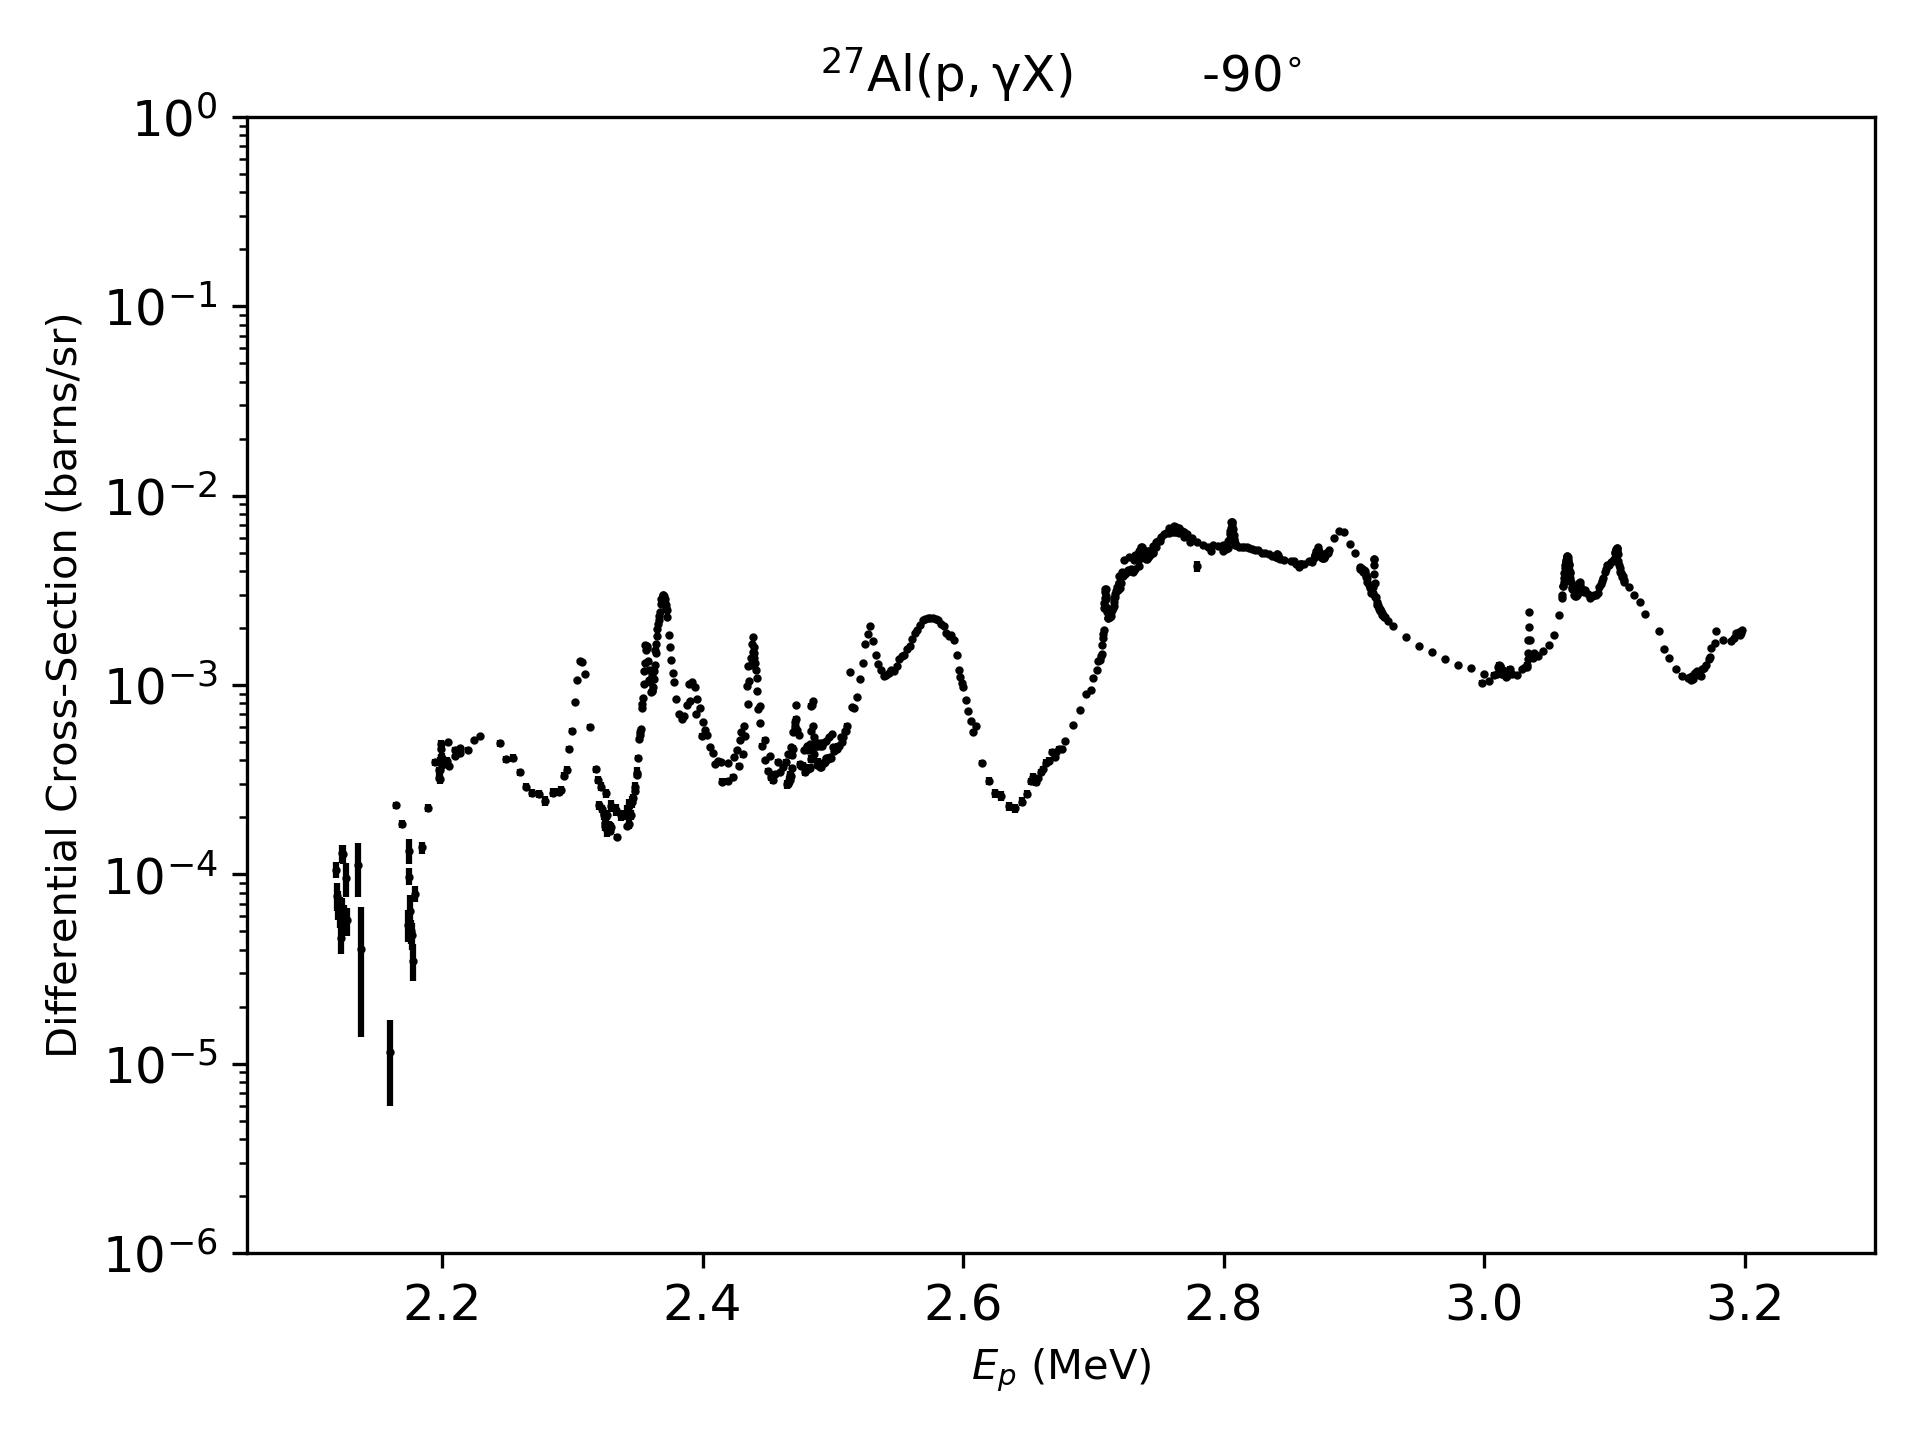 ²⁷Al(p, γX) -90°
10⁰
10⁻¹
10⁻²
10⁻³
10⁻⁴
10⁻⁵
10⁻⁶
Differential Cross-Section (barns/sr)
2.2 2.4 2.6 2.8 3.0 3.2
Eₚ (MeV)